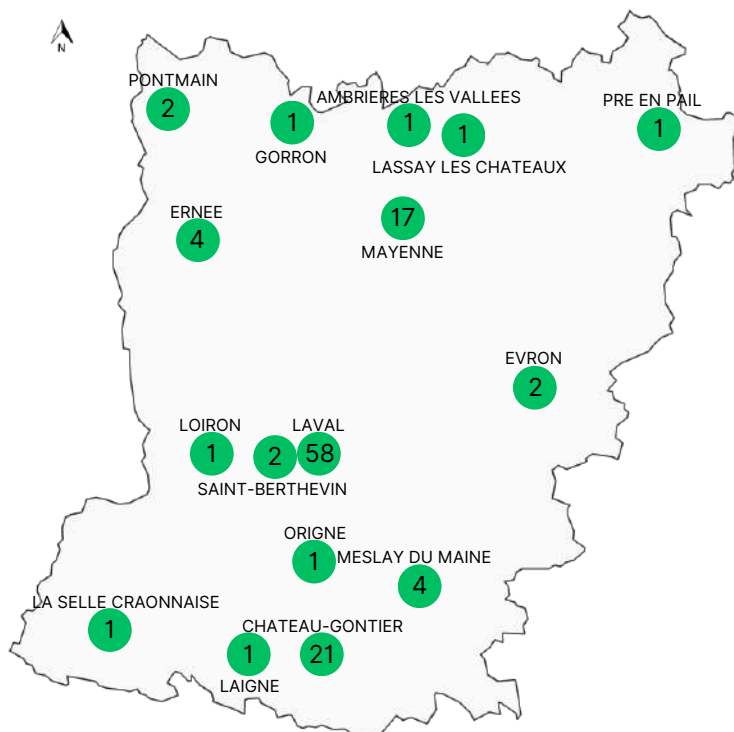 N
PONTMAIN
2
1
GORRON
AMBRIERES LES VALLEES
1
1
LASSAY LES CHATEAUX
PRE EN PAIL
1
ERNEE
4
17
MAYENNE
EVRON
2
LOIRON
1
2
SAINT-BERTHEVIN
LAVAL
58
ORIGNE
1
MESLAY DU MAINE
4
LA SELLE CRAONNAISE
1
1
LAIGNE
CHATEAU-GONTIER
21